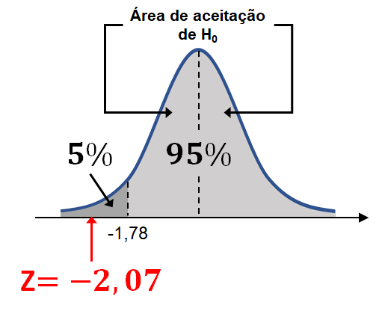 Área de aceitação
de H₀
5%
95%
-1,78
Z= −2,07